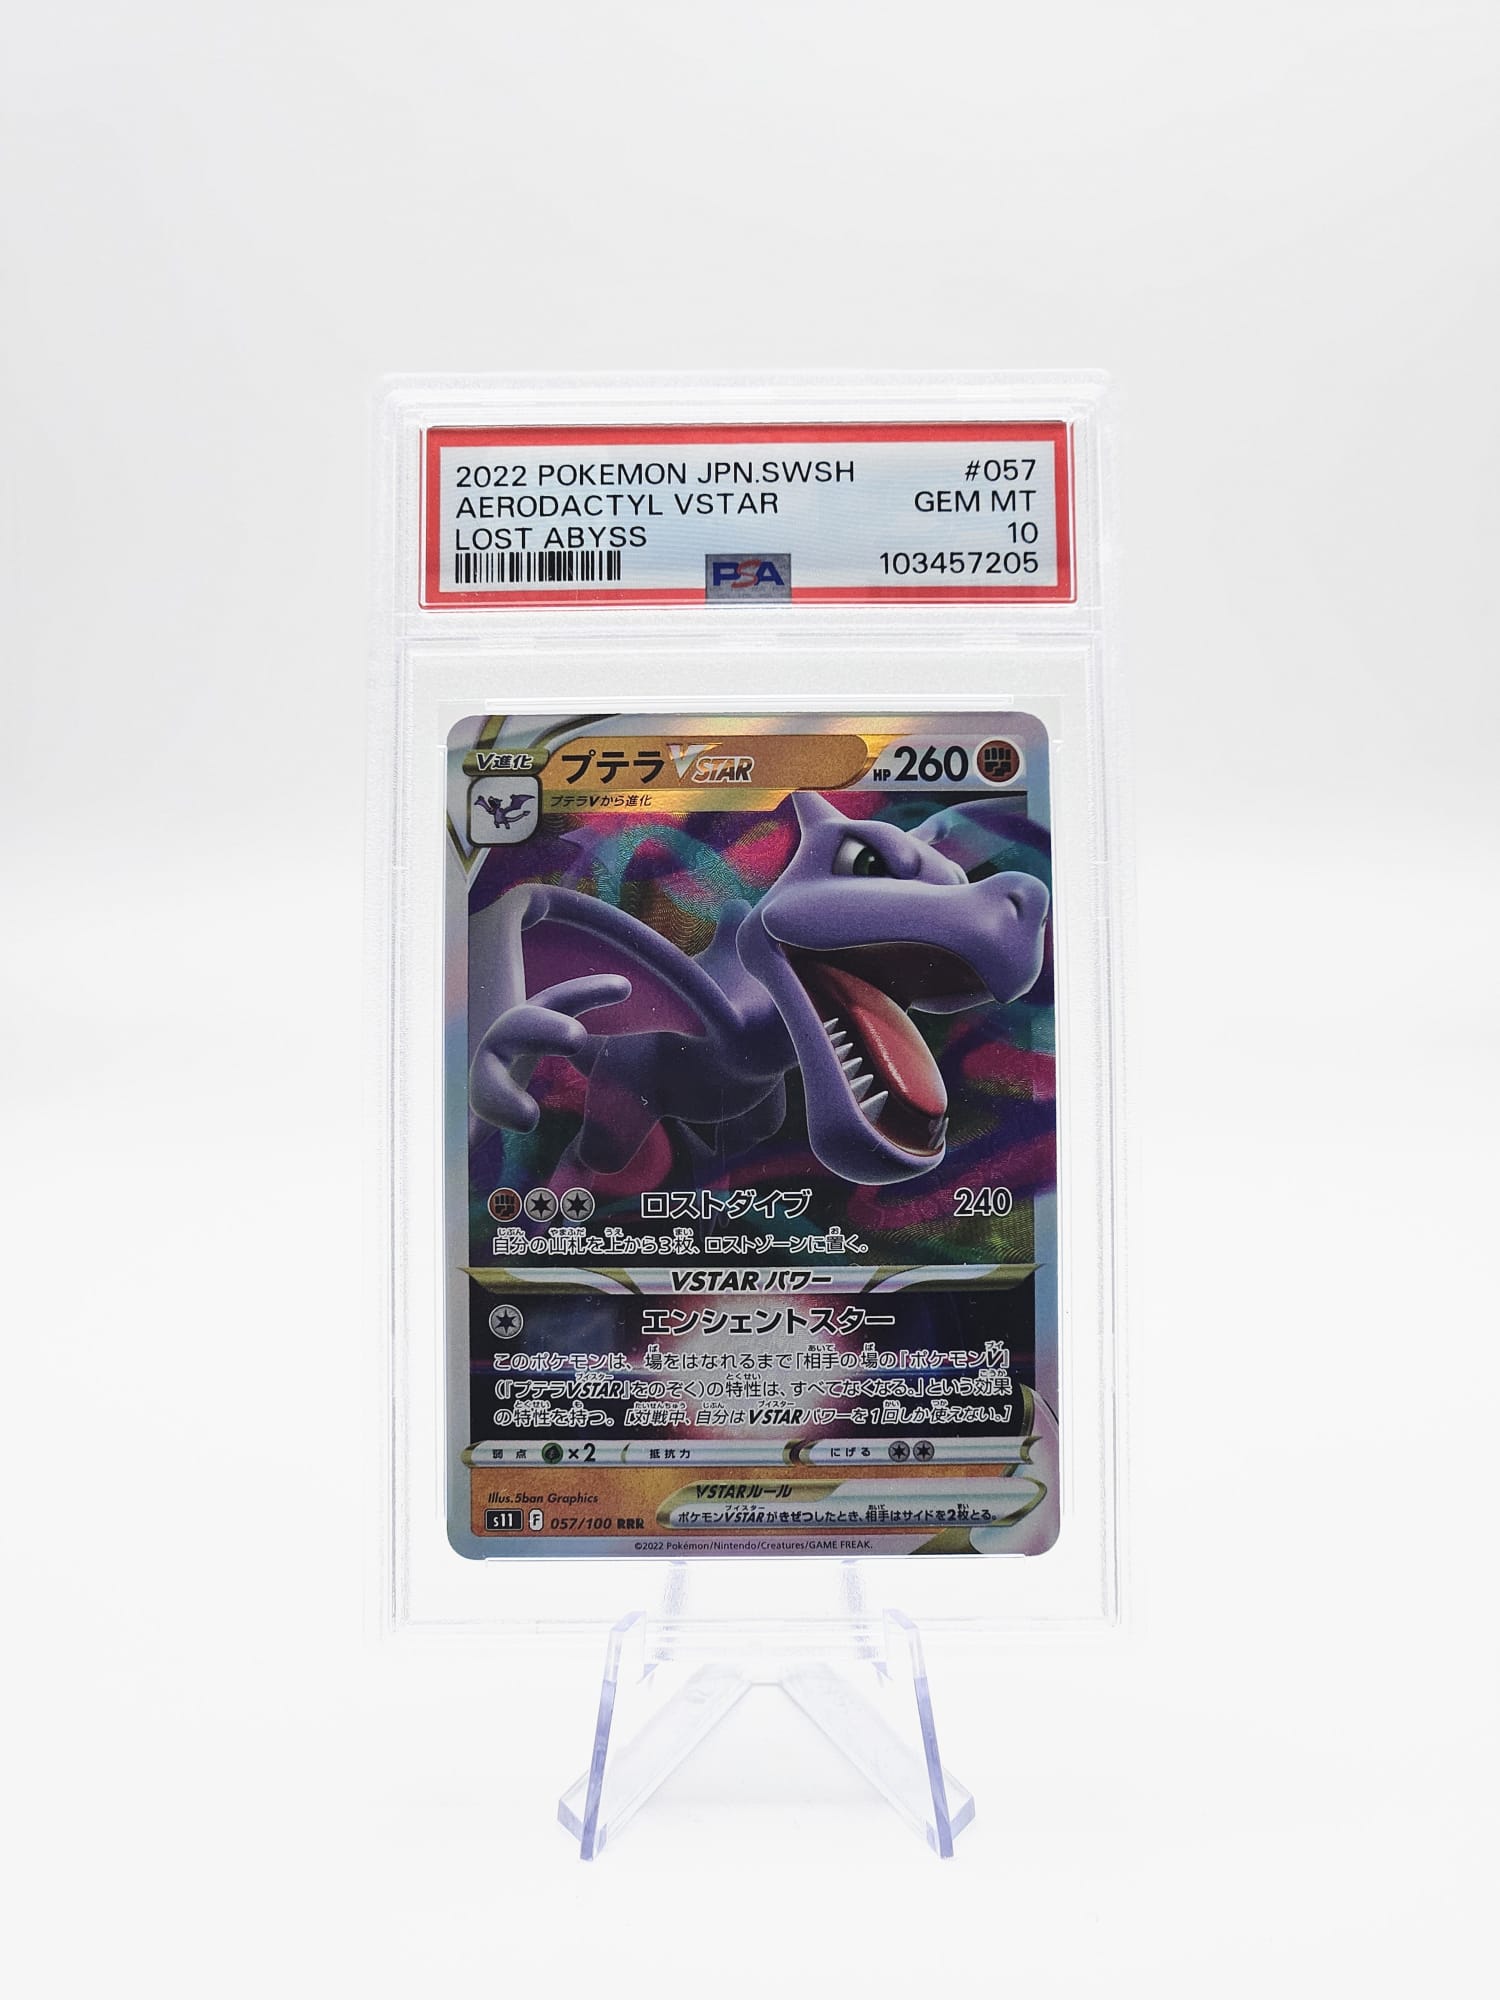 2022 POKEMON JPN.SWSH #057
AERODACTYL VSTAR GEM MT
LOST ABYSS 10
PSA 103457205
V進化 プテラVSTAR HP 260
プテラVから進化
ロストダイブ 240
自分の山札を上から3枚、ロストゾーンに置く。
VSTARパワー
エンシェントスター
このポケモンは、場をはなれるまで「相手の場の『ポケモンV』
(『プテラVSTAR』をのぞく)の特性は、すべてなくなる。」という効果
の特性を持つ。[対戦中、自分はVSTARパワーを1回しか使えない。]
弱点 ×2 抵抗力 にげる
Illus.5ban Graphics
VSTARルール
s11 F 057/100 RRR
ポケモンVSTARがきぜつしたとき、相手はサイドを2枚とる。
©2022 Pokémon/Nintendo/Creatures/GAME FREAK.